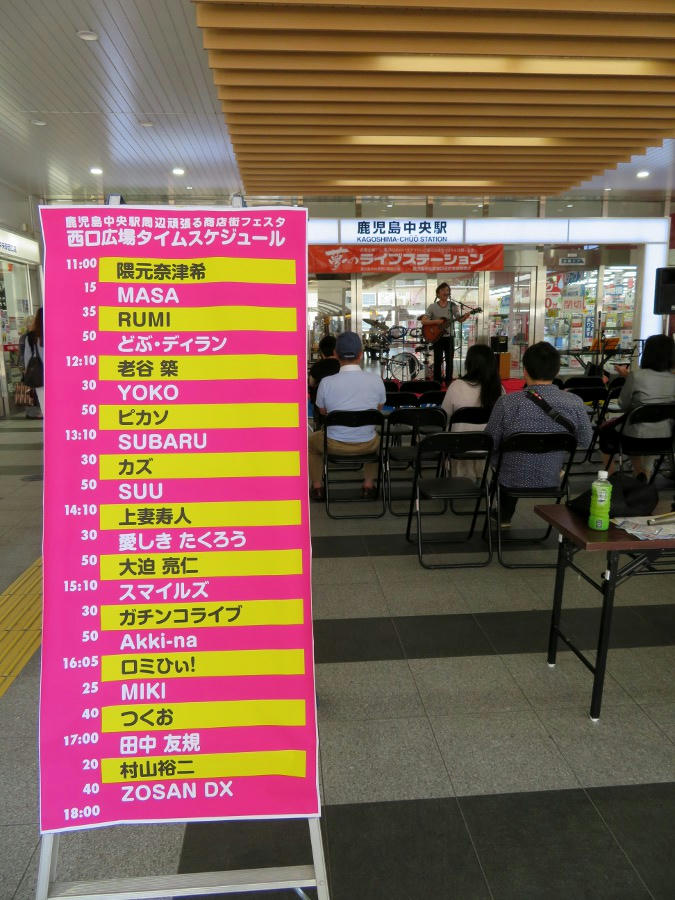 鹿児島中央駅周辺頑張る商店街フェスタ
西口広場タイムスケジュール
11:00 隈元奈津希
15 MASA
35 RUMI
50 どぶ・ディラン
12:10 老谷 築
30 YOKO
50 ピカソ
13:10 SUBARU
30 カズ
50 SUU
14:10 上妻寿人
30 愛しき たくろう
50 大迫 亮仁
15:10 スマイルズ
30 ガチンコライブ
50 Akki-na
16:05 ロミひぃ!
25 MIKI
40 つくお
17:00 田中 友規
20 村山裕二
40 ZOSAN DX
18:00
鹿児島中央駅
KAGOSHIMA-CHUO STATION
夢のライブステーション